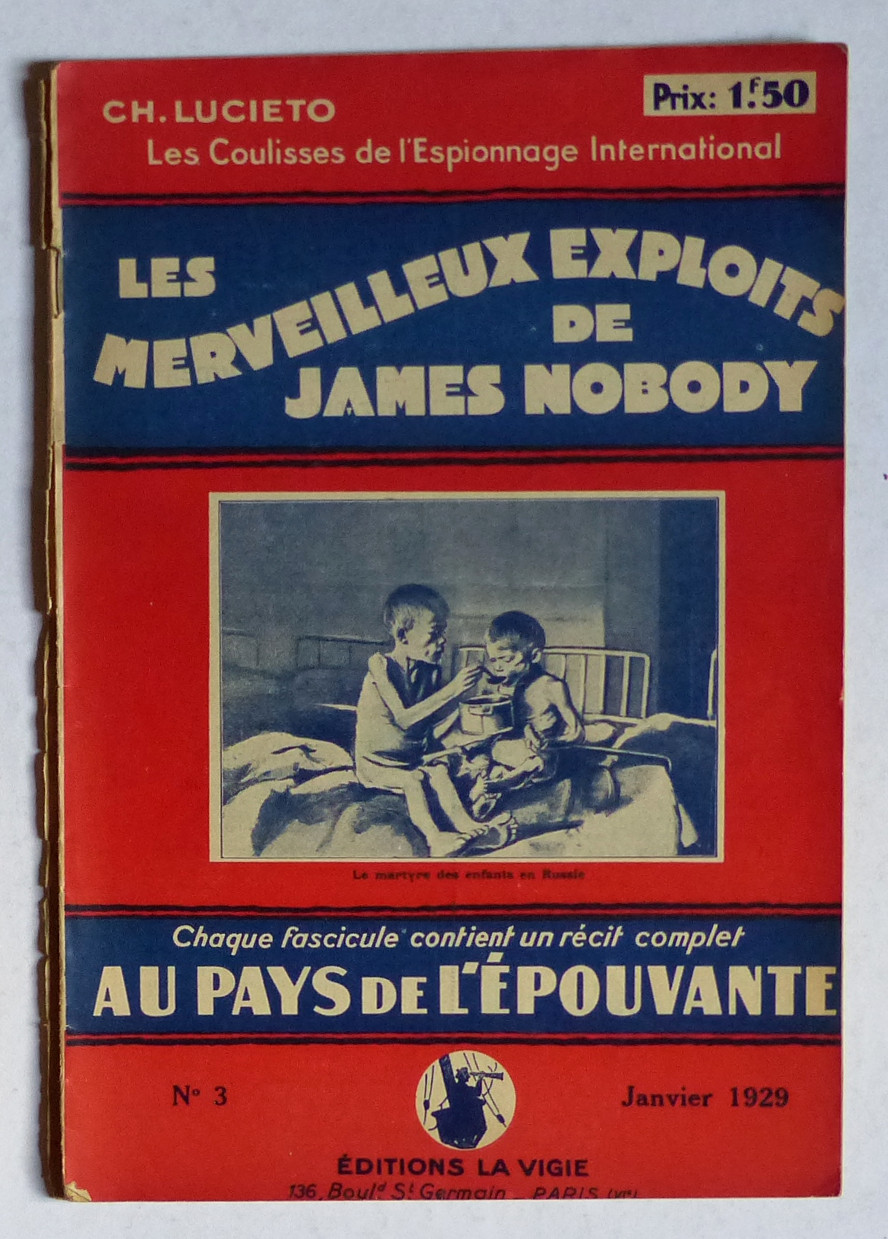 CH. LUCIETO
Prix: 1.f50
Les Coulisses de l'Espionnage International
LES
MERVEILLEUX EXPLOITS
DE
JAMES NOBODY
Le martyre des enfants en Russie
Chaque fascicule contient un récit complet
AU PAYS DE L'ÉPOUVANTE
No 3
Janvier 1929
ÉDITIONS LA VIGIE
136, Bould St Germain _ PARIS (VIe)